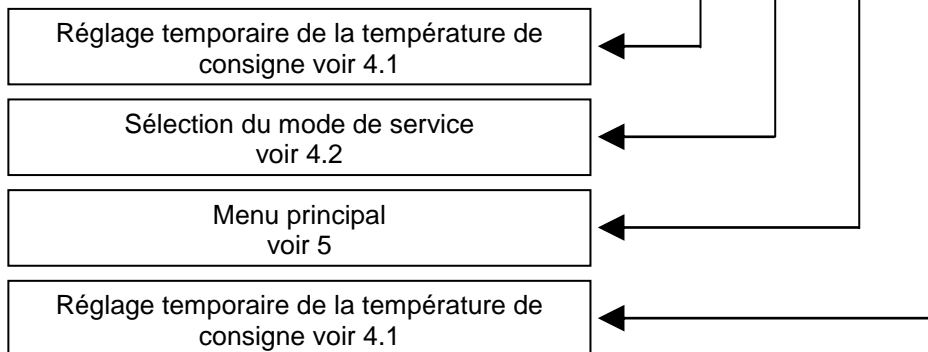 Réglage temporaire de la température de
consigne voir 4.1
Sélection du mode de service
voir 4.2
Menu principal
voir 5
Réglage temporaire de la température de
consigne voir 4.1